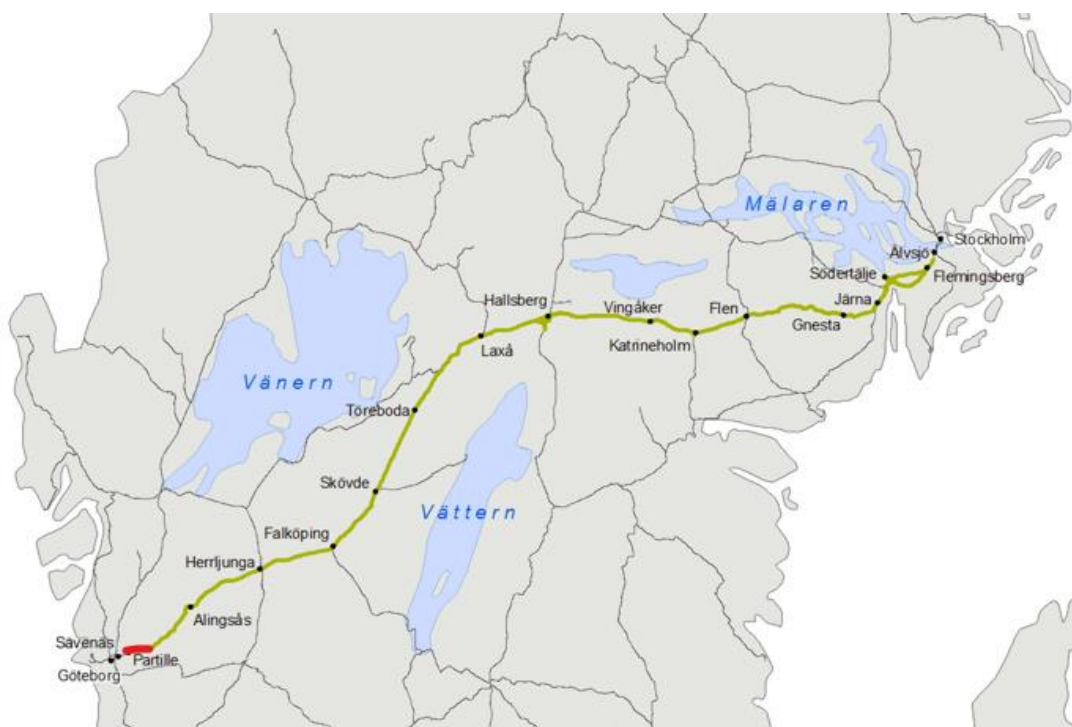 Mälaren
Stockholm
Älvsjö
Södertälje
Flemingsberg
Järna
Hallsberg
Vingåker
Flen
Gnesta
Katrineholm
Laxå
Vänern
Töreboda
Skövde
Vättern
Falköping
Herrljunga
Alingsås
Sävenäs
Partille
Göteborg